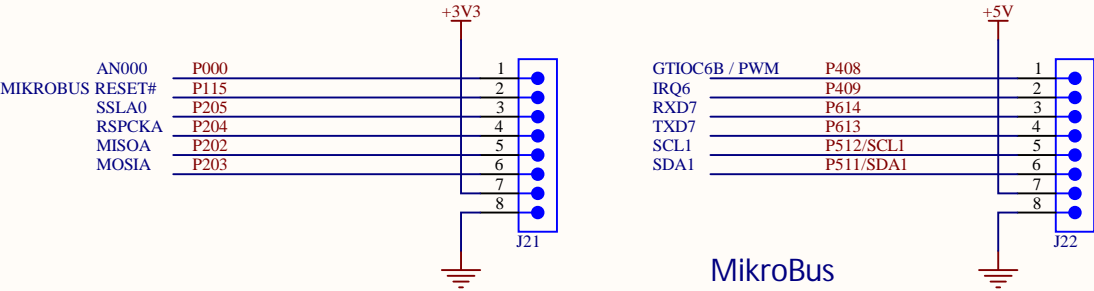 +3V3
AN000 P000 1
MIKROBUS RESET# P115 2
SSLA0 P205 3
RSPCKA P204 4
MISOA P202 5
MOSIA P203 6
7
8
J21
+5V
GTIOC6B / PWM P408 1
IRQ6 P409 2
RXD7 P614 3
TXD7 P613 4
SCL1 P512/SCL1 5
SDA1 P511/SDA1 6
7
8
J22
MikroBus